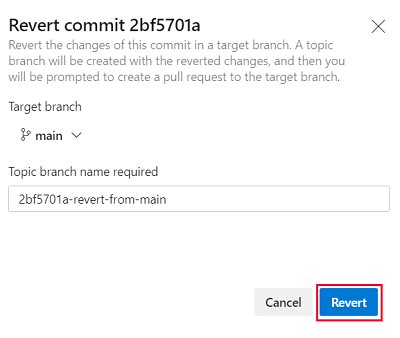 Revert commit 2bf5701a
Revert the changes of this commit in a target branch. A topic
branch will be created with the reverted changes, and then you
will be prompted to create a pull request to the target branch.
Target branch
main
Topic branch name required
2bf5701a-revert-from-main
Cancel
Revert